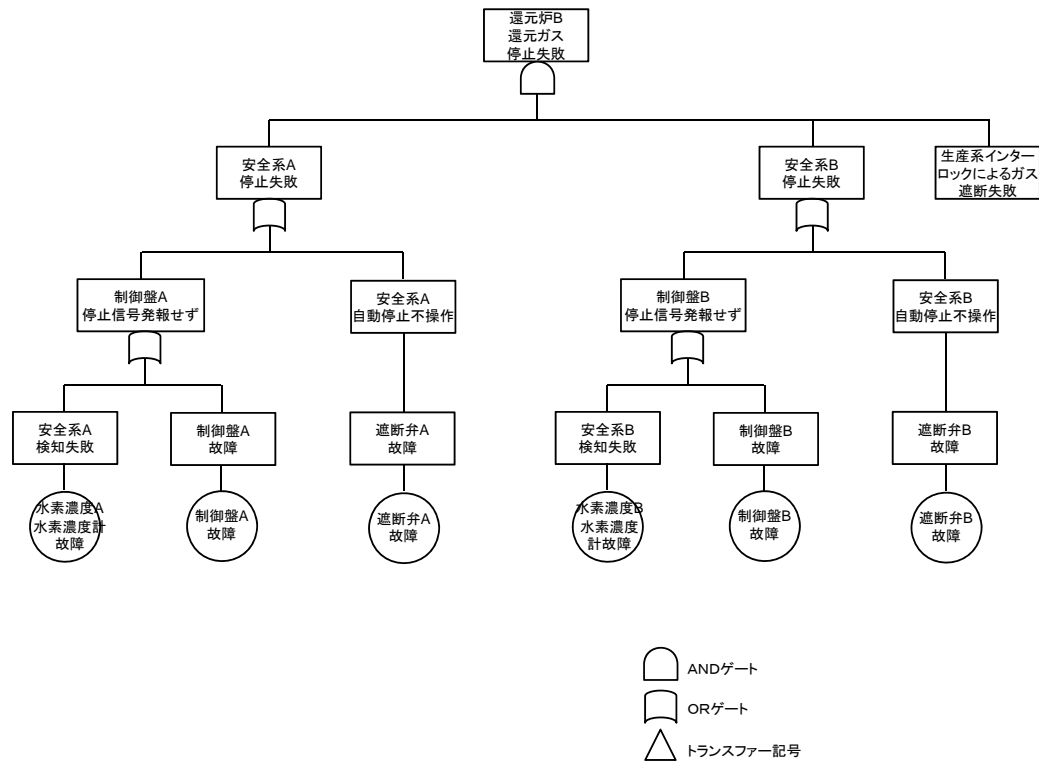 還元炉B
還元ガス
停止失敗
安全系A
停止失敗
安全系B
停止失敗
生産系インター
ロックによるガス
遮断失敗
制御盤A
停止信号発報せず
安全系A
自動停止不操作
制御盤B
停止信号発報せず
安全系B
自動停止不操作
安全系A
検知失敗
制御盤A
故障
遮断弁A
故障
安全系B
検知失敗
制御盤B
故障
遮断弁B
故障
水素濃度A
水素濃度計
故障
制御盤A
故障
遮断弁A
故障
水素濃度B
水素濃度
計故障
制御盤B
故障
遮断弁B
故障
ANDゲート
ORゲート
トランスファー記号